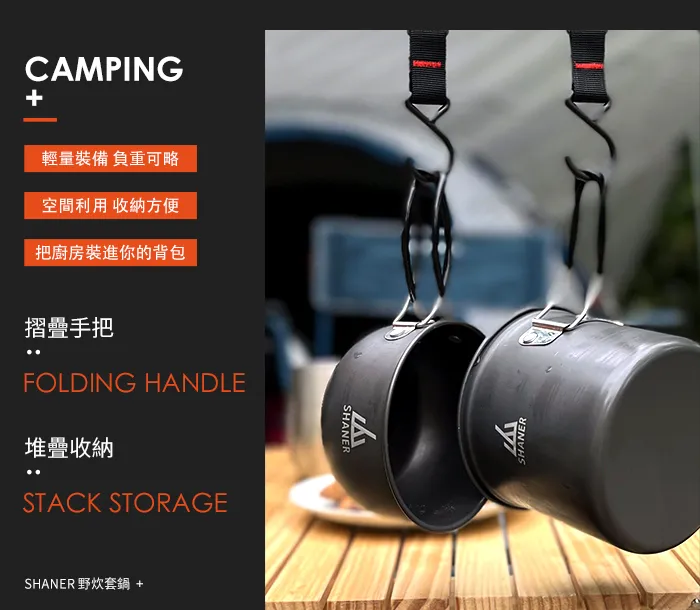 CAMPING
+
輕量裝備 負重可略
空間利用 收納方便
把廚房裝進你的背包
摺疊手把
FOLDING HANDLE
堆疊收納
STACK STORAGE
SHANER 野炊套鍋 +
SHANER
SHANER